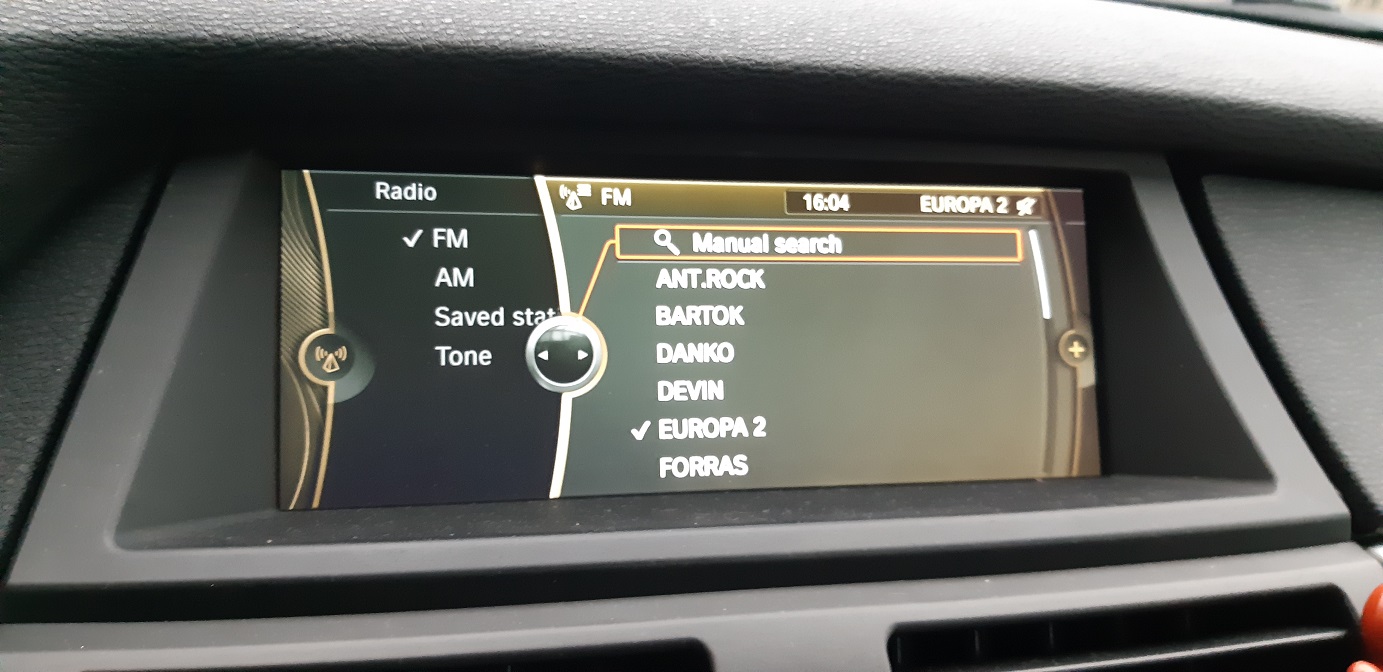 Radio
FM
AM
Saved stat
Tone
FM 16:04 EUROPA 2
Manual search
ANT.ROCK
BARTOK
DANKO
DEVIN
EUROPA 2
FORRAS